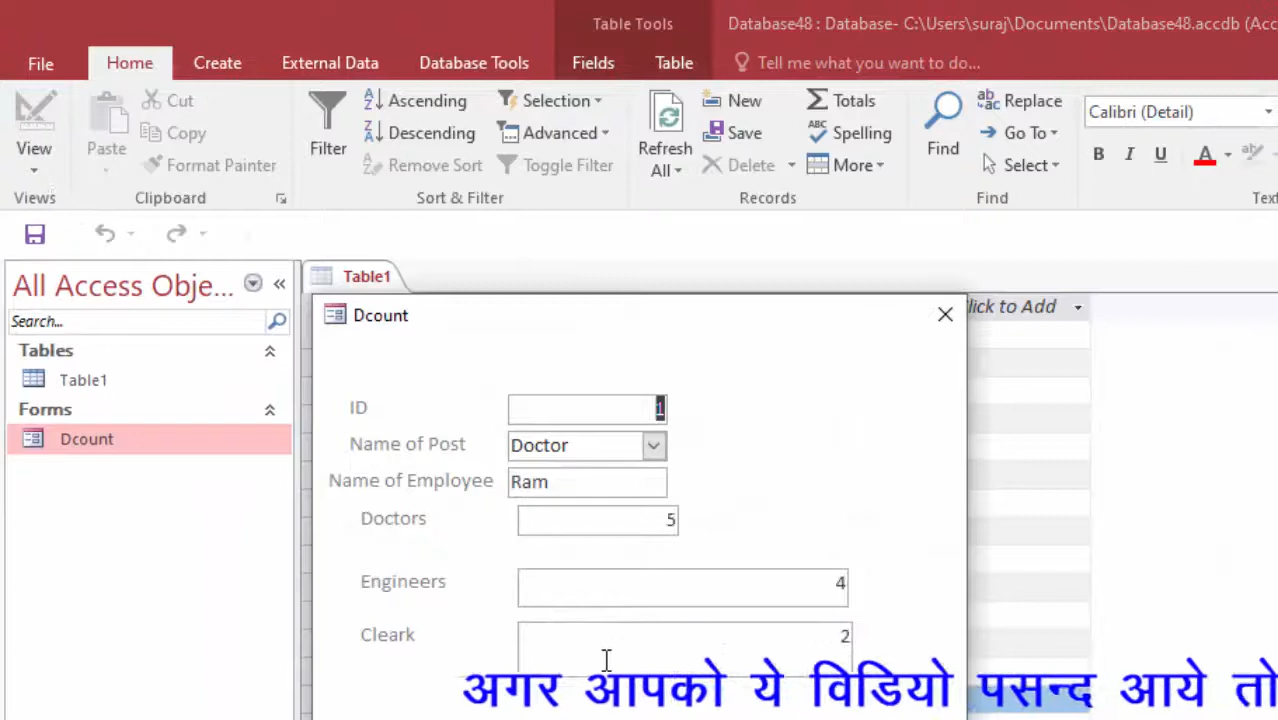 Table Tools
Database48 : Database- C:\Users\suraj\Documents\Database48.accdb (Acc
File Home Create External Data Database Tools Fields Table Tell me what you want to do...
View
Views
Paste
Cut
Copy
Format Painter
Clipboard
Filter
Ascending
Descending
Remove Sort
Selection
Advanced
Toggle Filter
Sort & Filter
Refresh
All
New
Save
Delete
Totals
Spelling
More
Records
Find
Replace
Go To
Select
Find
Calibri (Detail)
B I U A ab
Text
All Access Obje... «
Search...
Tables
Table1
Forms
Dcount
Table1
Click to Add
Dcount
ID 1
Name of Post Doctor
Name of Employee Ram
Doctors 5
Engineers 4
Cleark 2
अगर आपको ये विडियो पसन्द आये तो